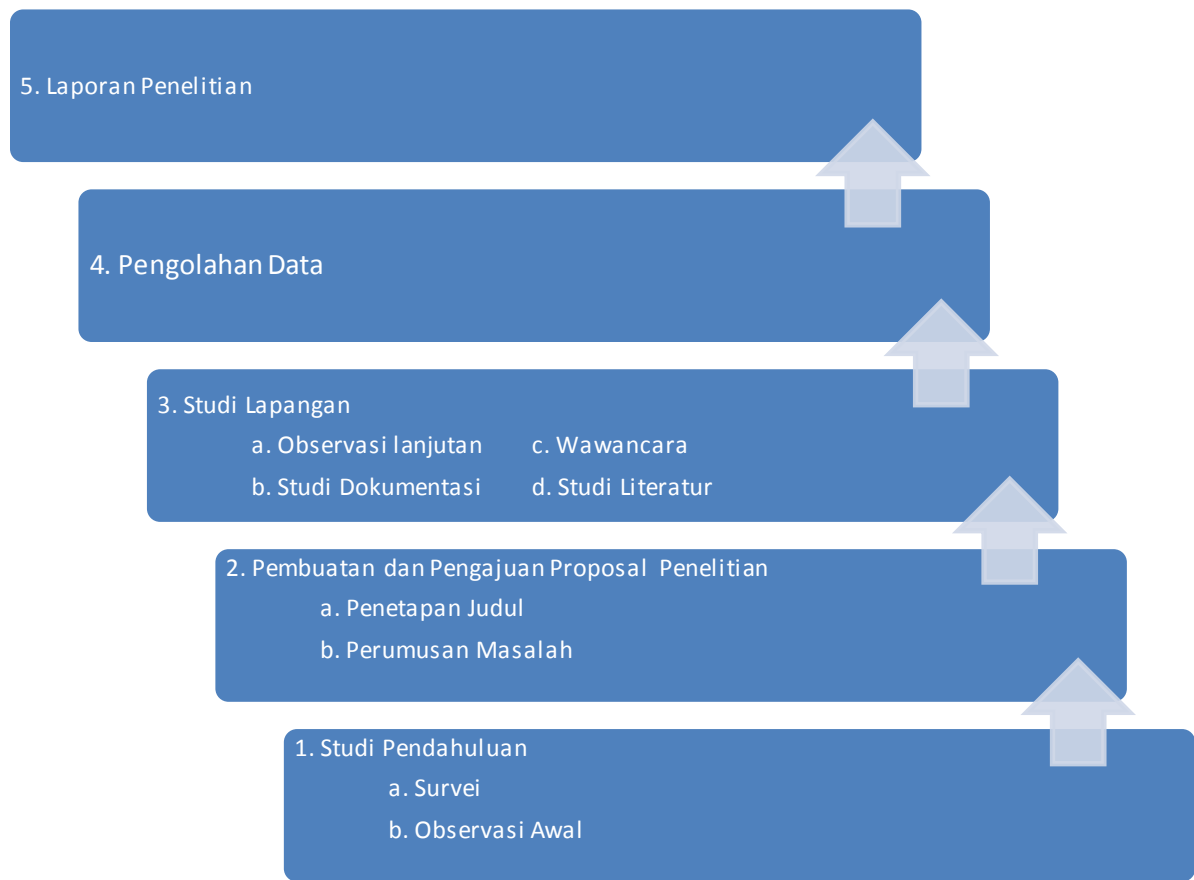 5. Laporan Penelitian
4. Pengolahan Data
3. Studi Lapangan
a. Observasi lanjutan c. Wawancara
b. Studi Dokumentasi d. Studi Literatur
2. Pembuatan dan Pengajuan Proposal Penelitian
a. Penetapan Judul
b. Perumusan Masalah
1. Studi Pendahuluan
a. Survei
b. Observasi Awal